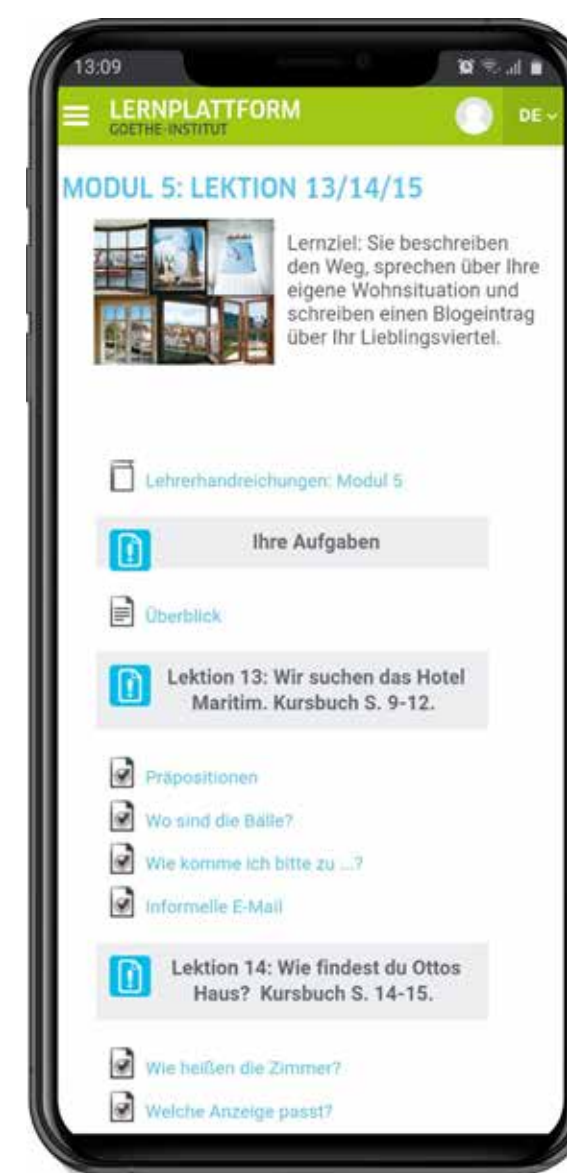 13:09
LERNPLATTFORM
GOETHE-INSTITUT
DE
MODUL 5: LEKTION 13/14/15
Lernziel: Sie beschreiben
den Weg, sprechen über Ihre
eigene Wohnsituation und
schreiben einen Blogeintrag
über Ihr Lieblingsviertel.
Lehrerhandreichungen: Modul 5
Ihre Aufgaben
Überblick
Lektion 13: Wir suchen das Hotel
Maritim. Kursbuch S. 9-12.
Präpositionen
Wo sind die Bälle?
Wie komme ich bitte zu ...?
Informelle E-Mail
Lektion 14: Wie findest du Ottos
Haus? Kursbuch S. 14-15.
Wie heißen die Zimmer?
Welche Anzeige passt?